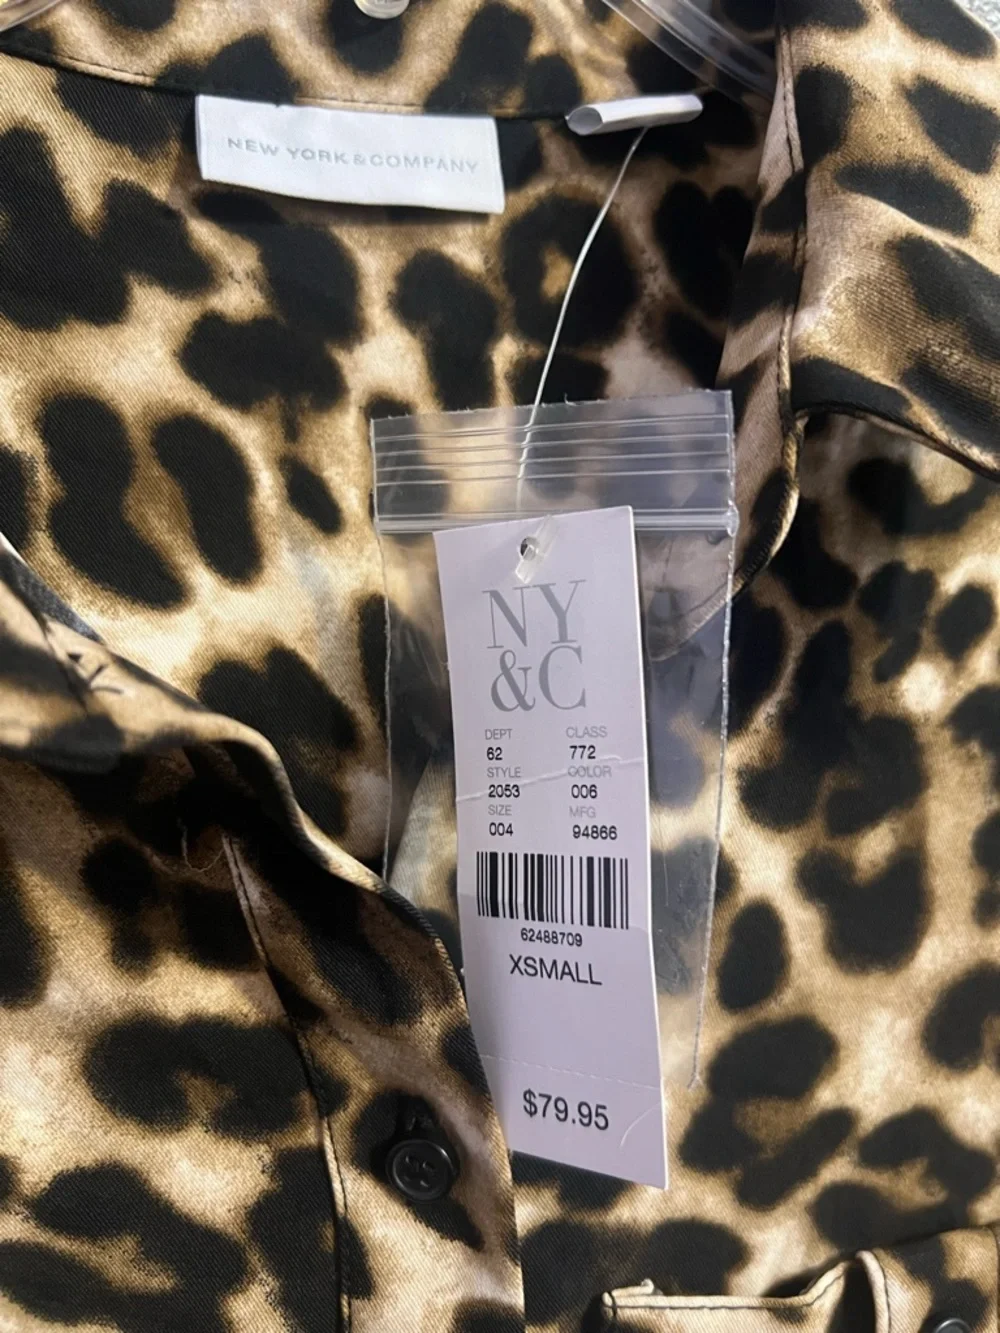 NEW YORK & COMPANY
NY
&C
DEPT CLASS
62 772
STYLE COLOR
2053 006
SIZE MFG
004 94866
62488709
XSMALL
$79.95